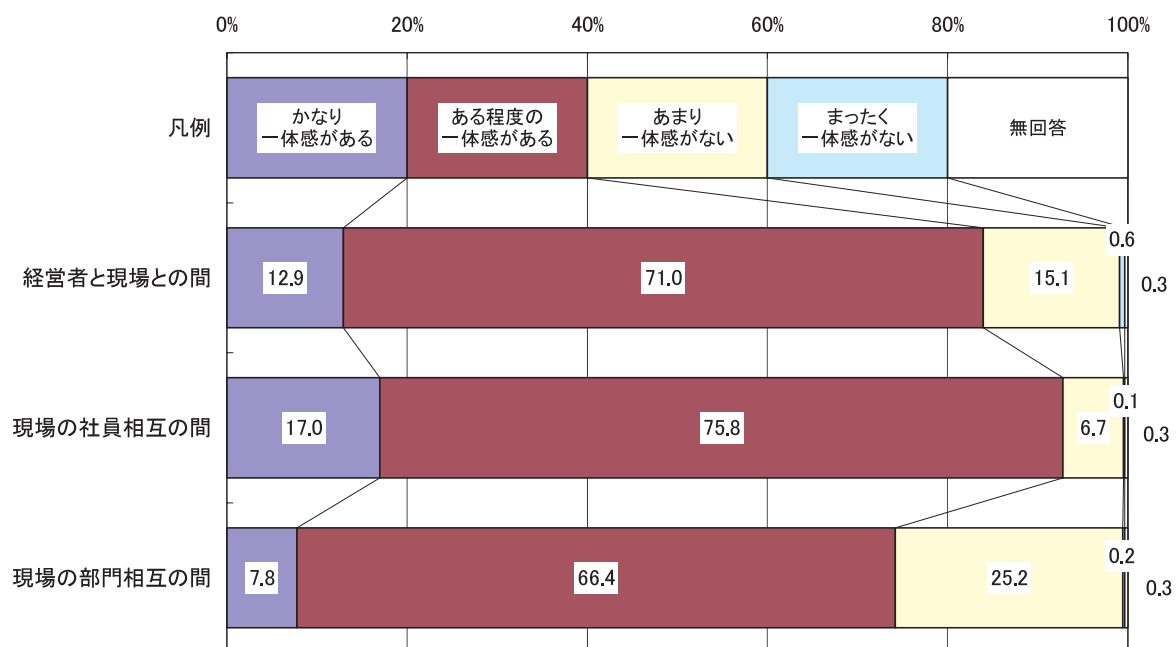 0% 20% 40% 60% 80% 100%
凡例
かなり
一体感がある
ある程度の
一体感がある
あまり
一体感がない
まったく
一体感がない
無回答
経営者と現場との間
12.9 71.0 15.1 0.6 0.3
現場の社員相互の間
17.0 75.8 6.7 0.1 0.3
現場の部門相互の間
7.8 66.4 25.2 0.2 0.3